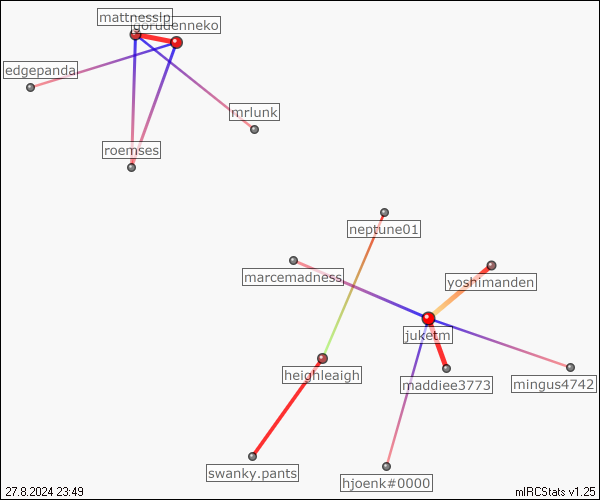 mattnesslp
gorudenneko
edgepanda
mrlunk
roemses
neptune01
marcemadness
yoshimanden
juketm
heighleaigh
maddiee3773
mingus4742
swanky.pants
hjoenk#0000
27.8.2024 23:49
mIRCStats v1.25